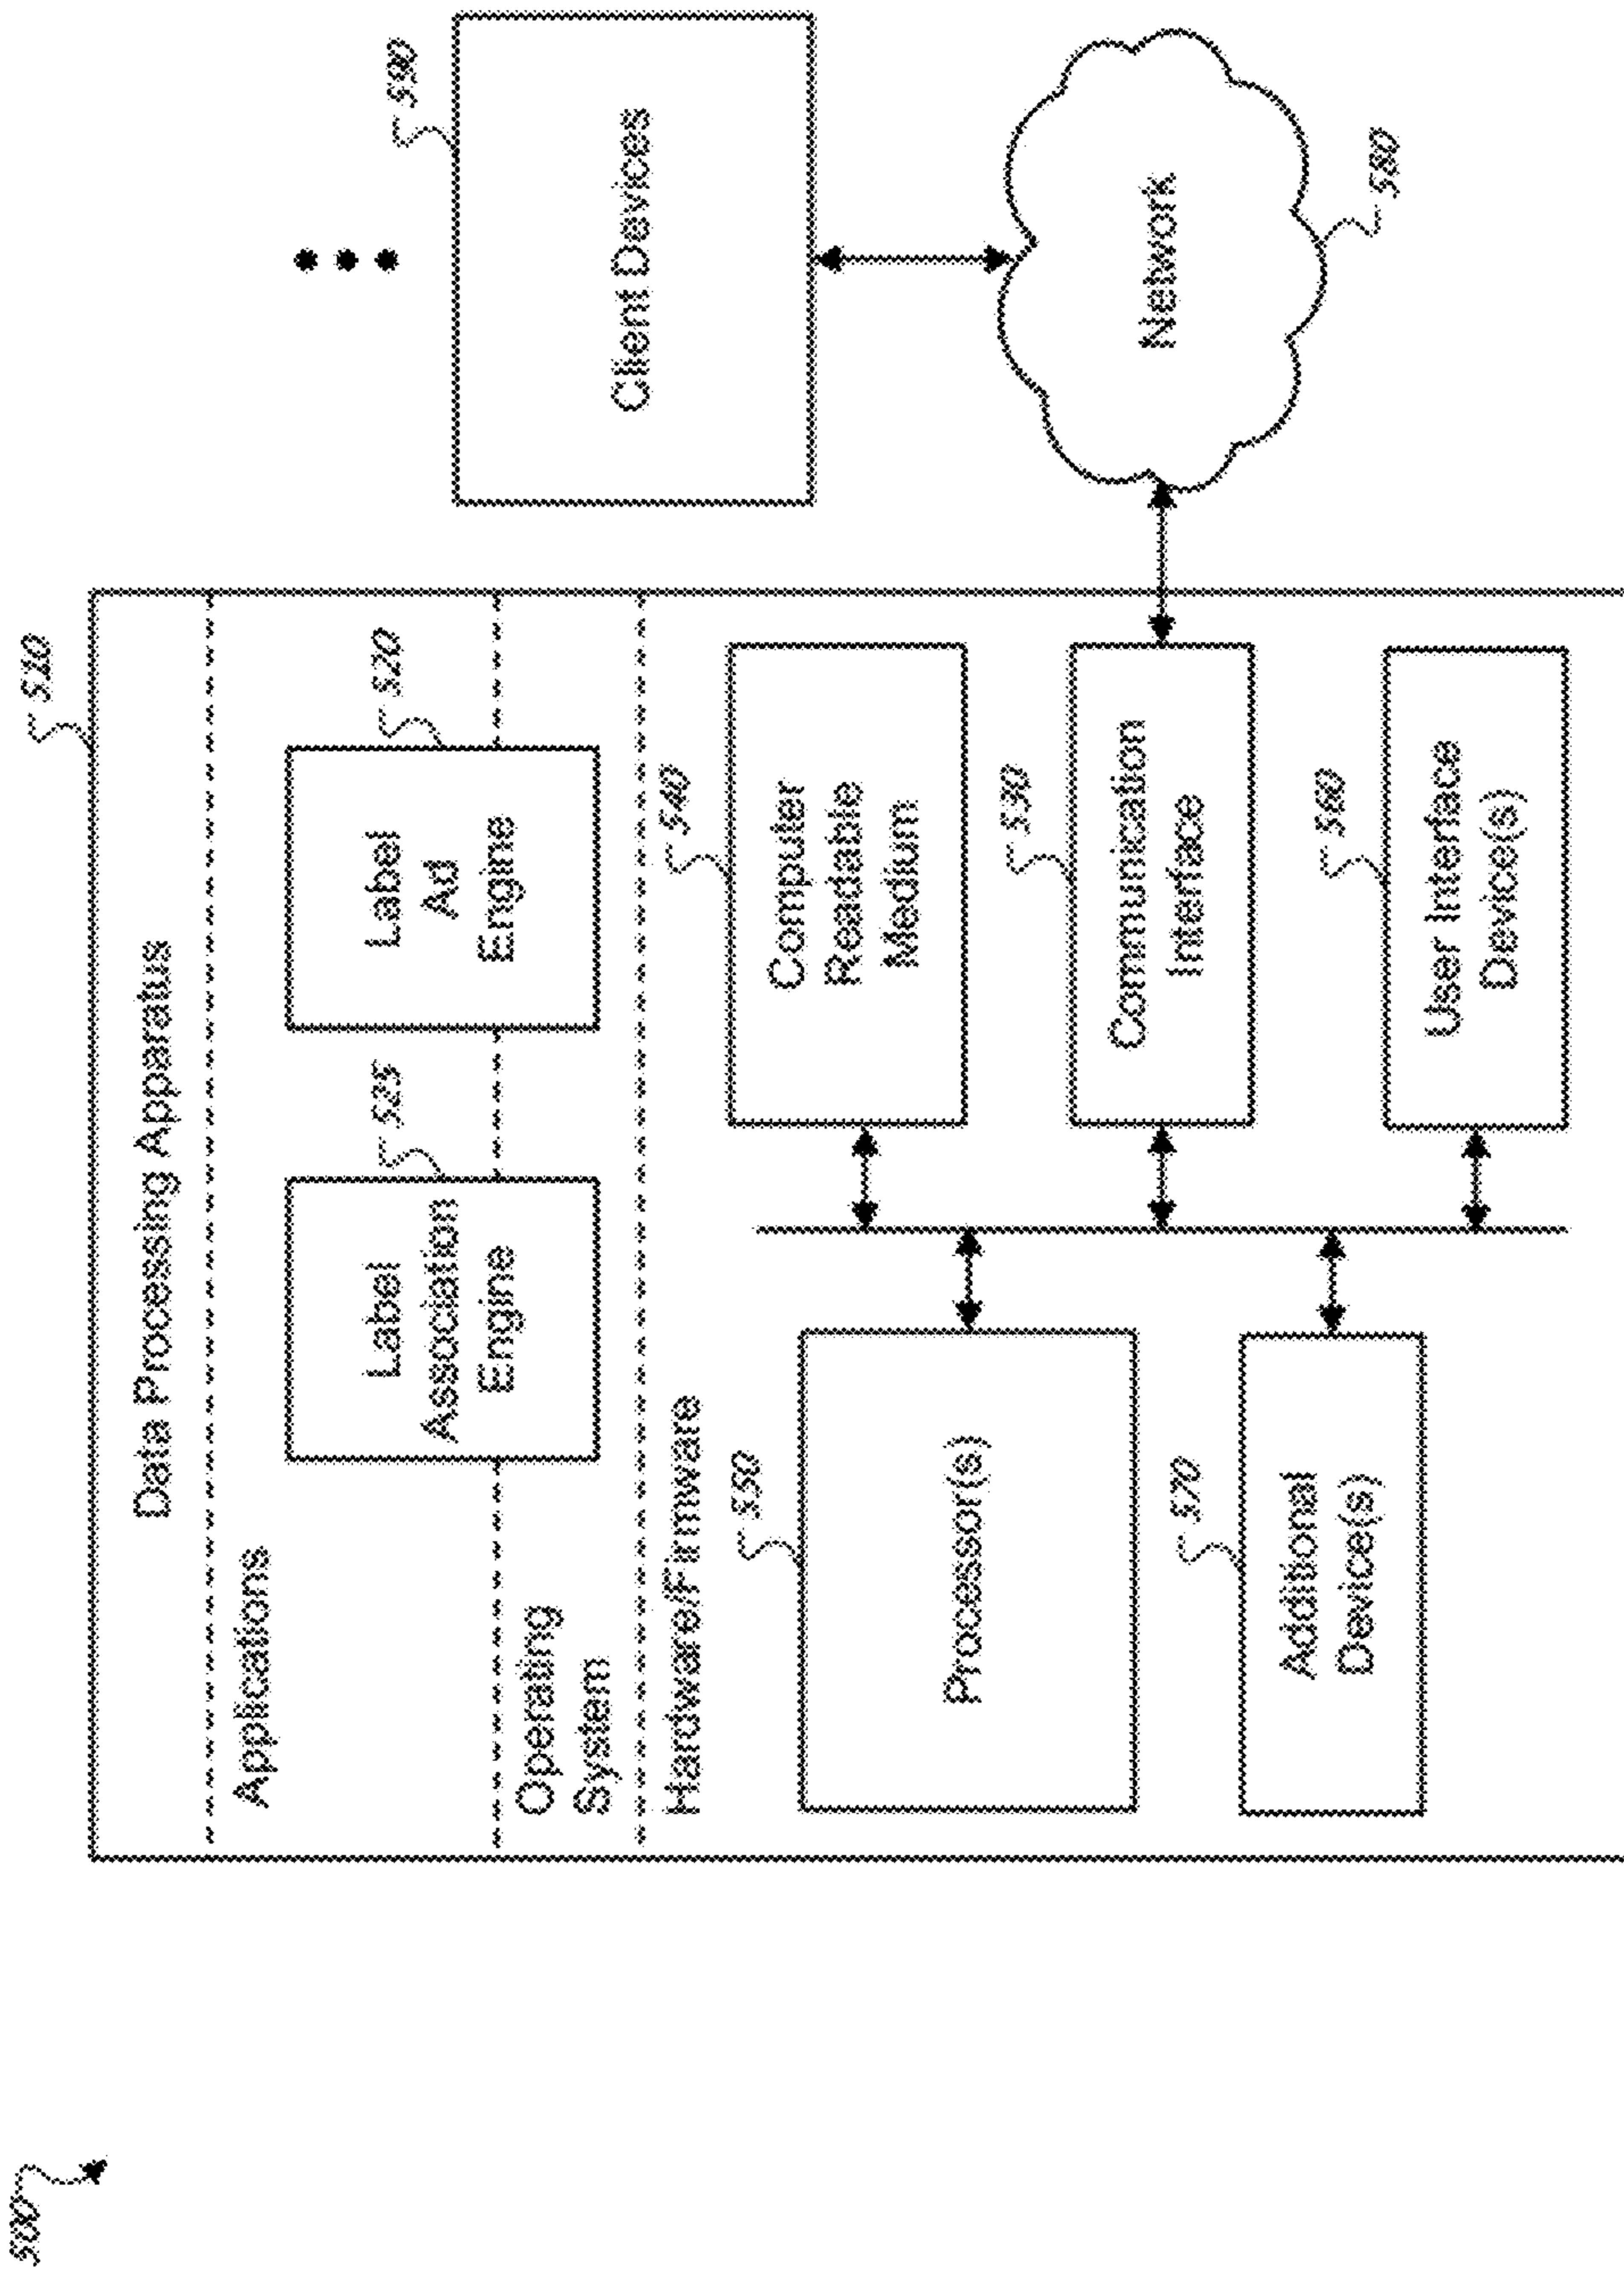 500
510
Data Processing Apparatus
Applications
525
Label
Association
Engine
520
Label
Ad
Engine
Operating
System
Hardware/Firmware
550
Processor(s)
570
Additional
Device(s)
540
Computer
Readable
Medium
530
Communication
Interface
560
User Interface
Device(s)
590
Client Devices
Network
580